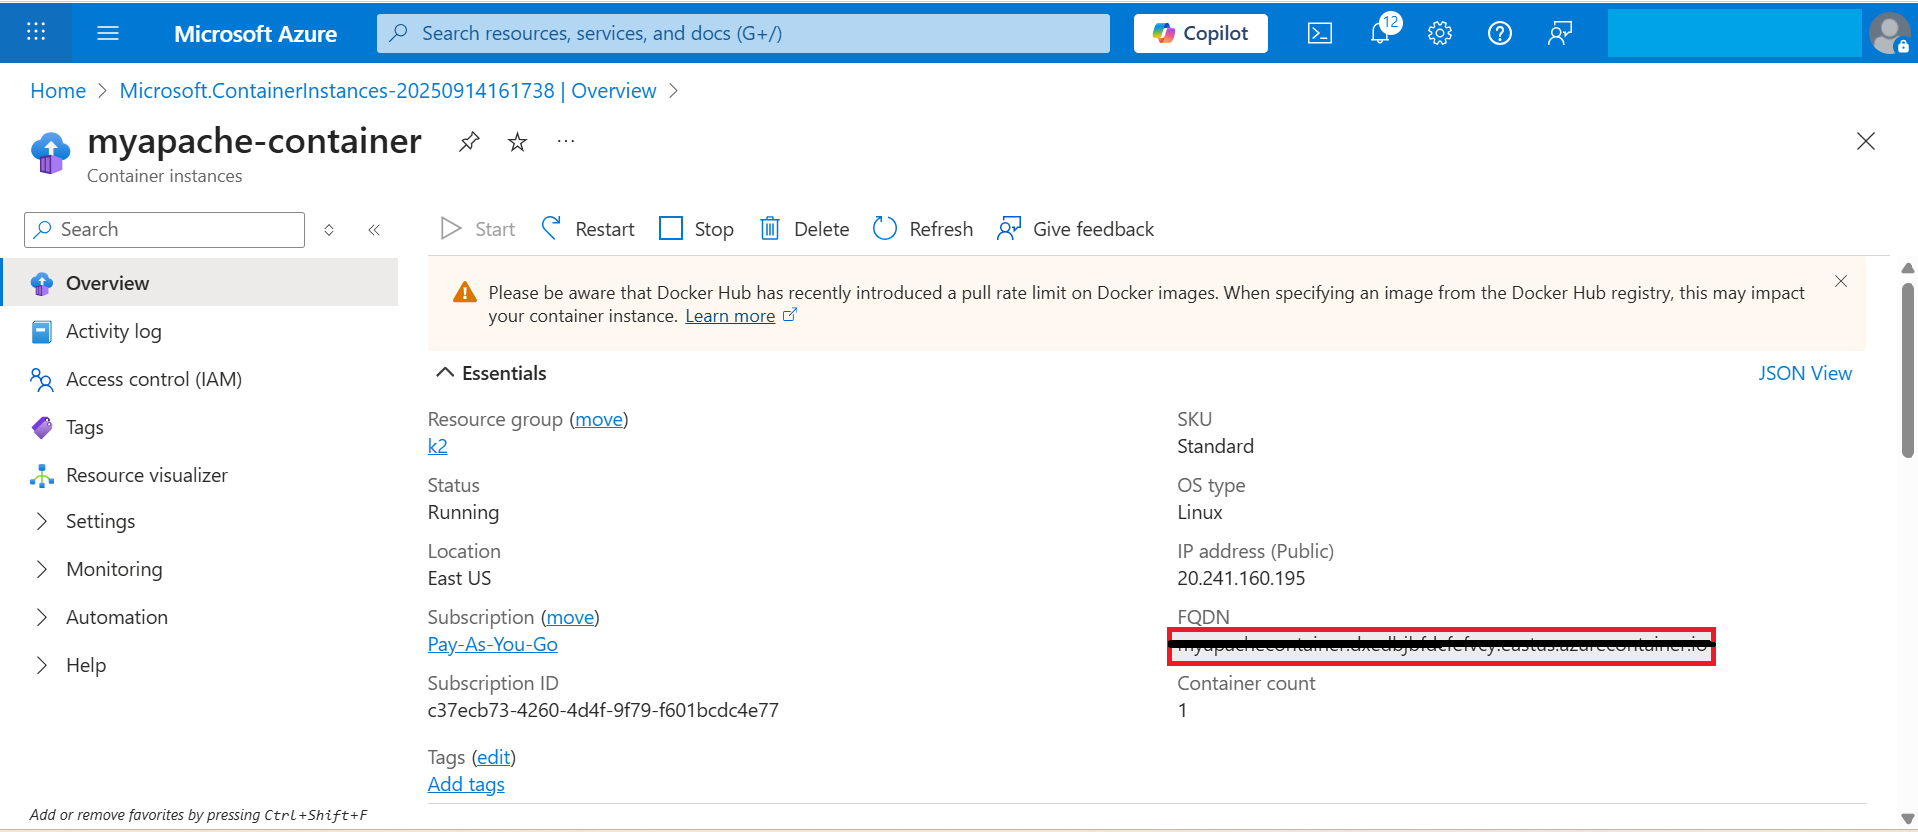 Microsoft Azure
Search resources, services, and docs (G+/)
Copilot
12
Home > Microsoft.ContainerInstances-20250914161738 | Overview >
myapache-container
Container instances
Search
Start Restart Stop Delete Refresh Give feedback
Overview
Activity log
Access control (IAM)
Tags
Resource visualizer
Settings
Monitoring
Automation
Help
Add or remove favorites by pressing Ctrl+Shift+F
Please be aware that Docker Hub has recently introduced a pull rate limit on Docker images. When specifying an image from the Docker Hub registry, this may impact
your container instance. Learn more
Essentials
JSON View
Resource group (move)
k2
Status
Running
Location
East US
Subscription (move)
Pay-As-You-Go
Subscription ID
c37ecb73-4260-4d4f-9f79-f601bcdc4e77
Tags (edit)
Add tags
SKU
Standard
OS type
Linux
IP address (Public)
20.241.160.195
FQDN
Container count
1